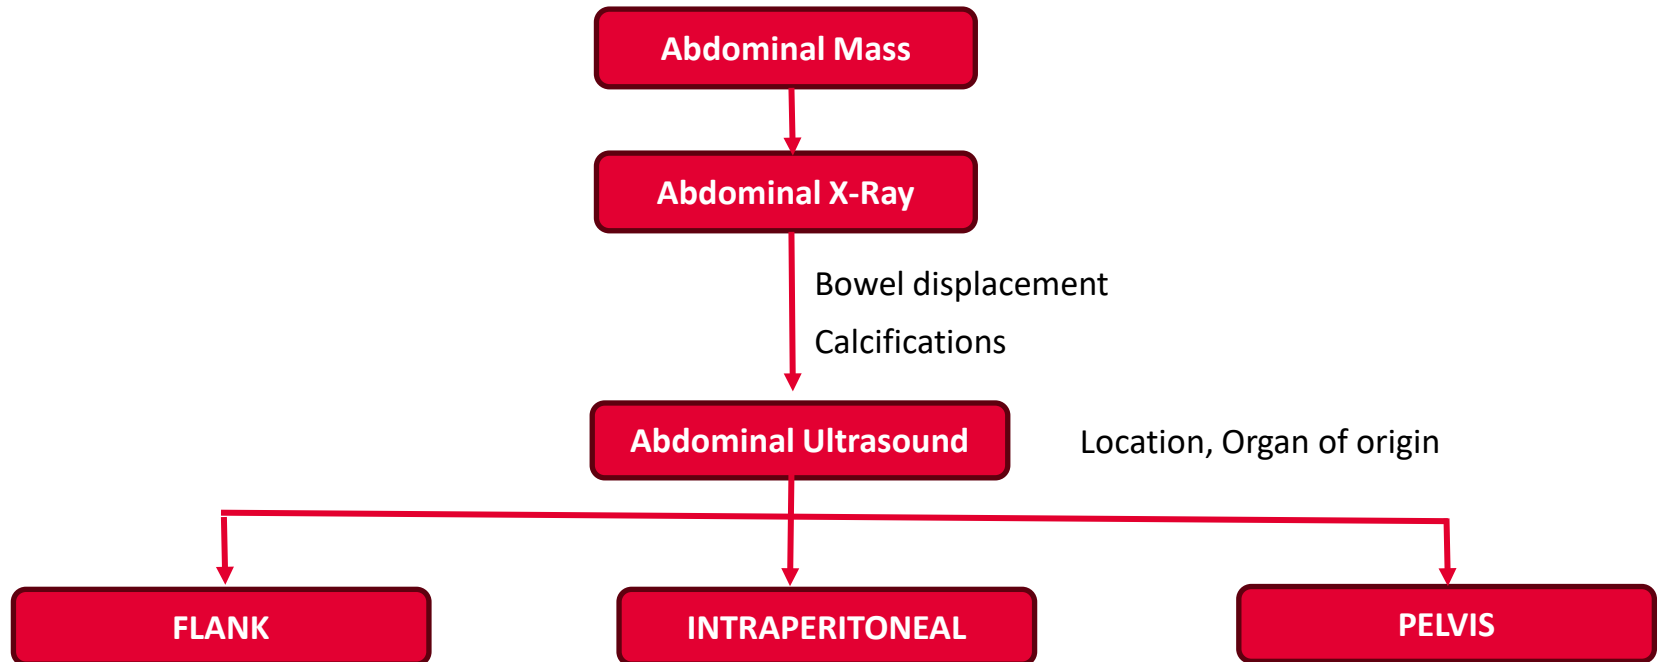 Abdominal Mass
Abdominal X-Ray
Bowel displacement
Calcifications
Abdominal Ultrasound
Location, Organ of origin
FLANK
INTRAPERITONEAL
PELVIS